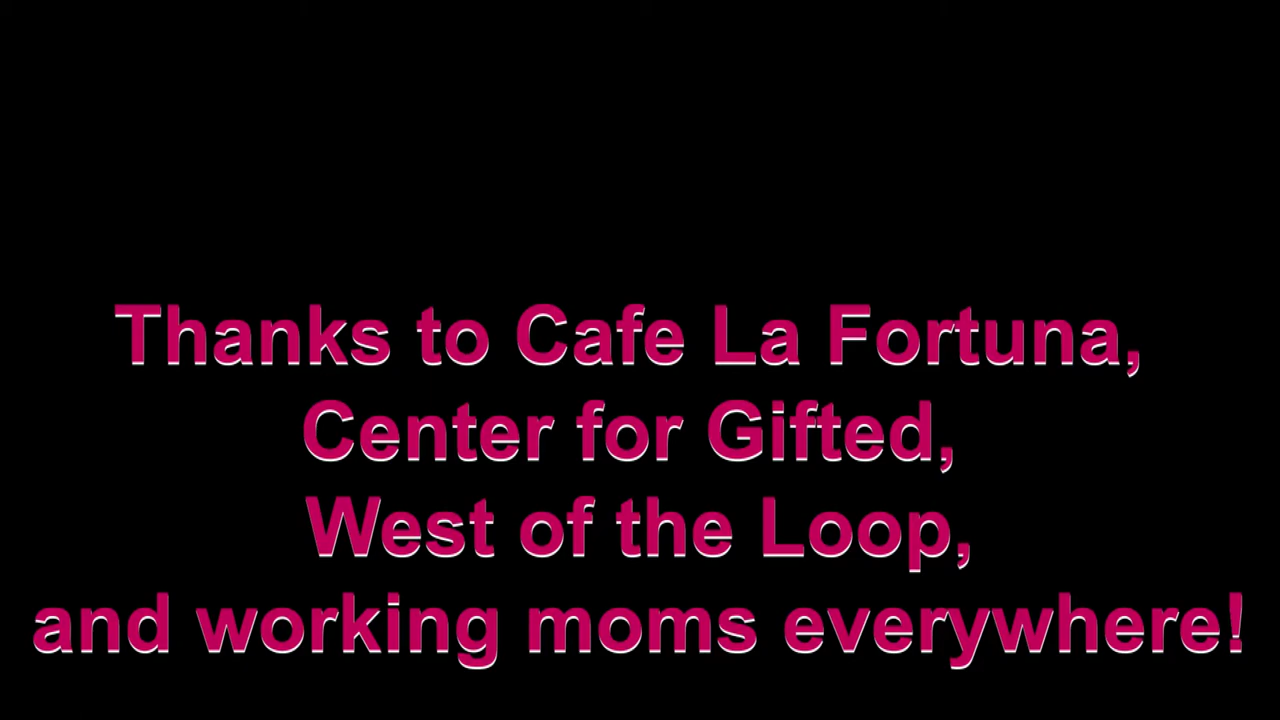 Thanks to Cafe La Fortuna,
Center for Gifted,
West of the Loop,
and working moms everywhere!